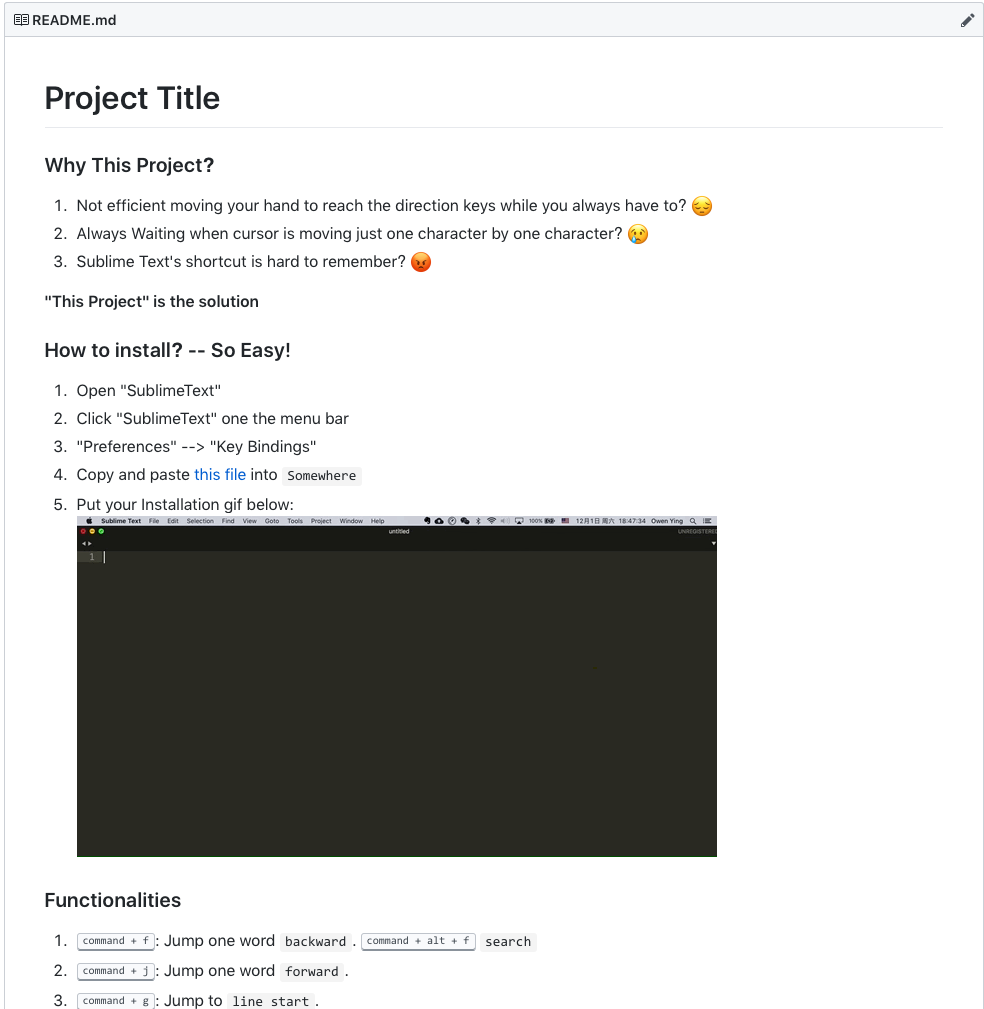 README.md
Project Title
Why This Project?
1. Not efficient moving your hand to reach the direction keys while you always have to? 😔
2. Always Waiting when cursor is moving just one character by one character? 😢
3. Sublime Text's shortcut is hard to remember? 😡
"This Project" is the solution
How to install? -- So Easy!
1. Open "SublimeText"
2. Click "SublimeText" one the menu bar
3. "Preferences" --> "Key Bindings"
4. Copy and paste this file into Somewhere
5. Put your Installation gif below:
Sublime Text File Edit Selection Find View Goto Tools Project Window Help 100% 12月1日 周六 18:47:34 Owen Ying
untitled UNREGISTERED
1
Functionalities
1. command + f: Jump one word backward. command + alt + f search
2. command + j: Jump one word forward.
3. command + g: Jump to line start.